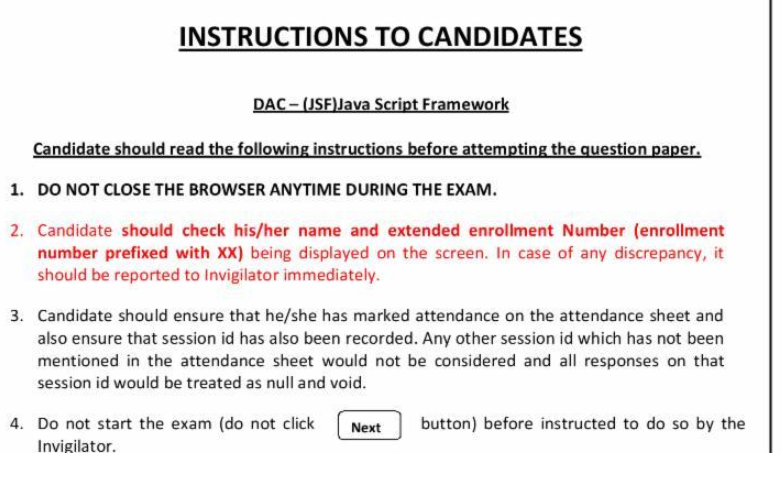 INSTRUCTIONS TO CANDIDATES
DAC – (JSF)Java Script Framework
Candidate should read the following instructions before attempting the question paper.
1. DO NOT CLOSE THE BROWSER ANYTIME DURING THE EXAM.
2. Candidate should check his/her name and extended enrollment Number (enrollment
number prefixed with XX) being displayed on the screen. In case of any discrepancy, it
should be reported to Invigilator immediately.
3. Candidate should ensure that he/she has marked attendance on the attendance sheet and
also ensure that session id has also been recorded. Any other session id which has not been
mentioned in the attendance sheet would not be considered and all responses on that
session id would be treated as null and void.
4. Do not start the exam (do not click Next button) before instructed to do so by the
Invigilator.